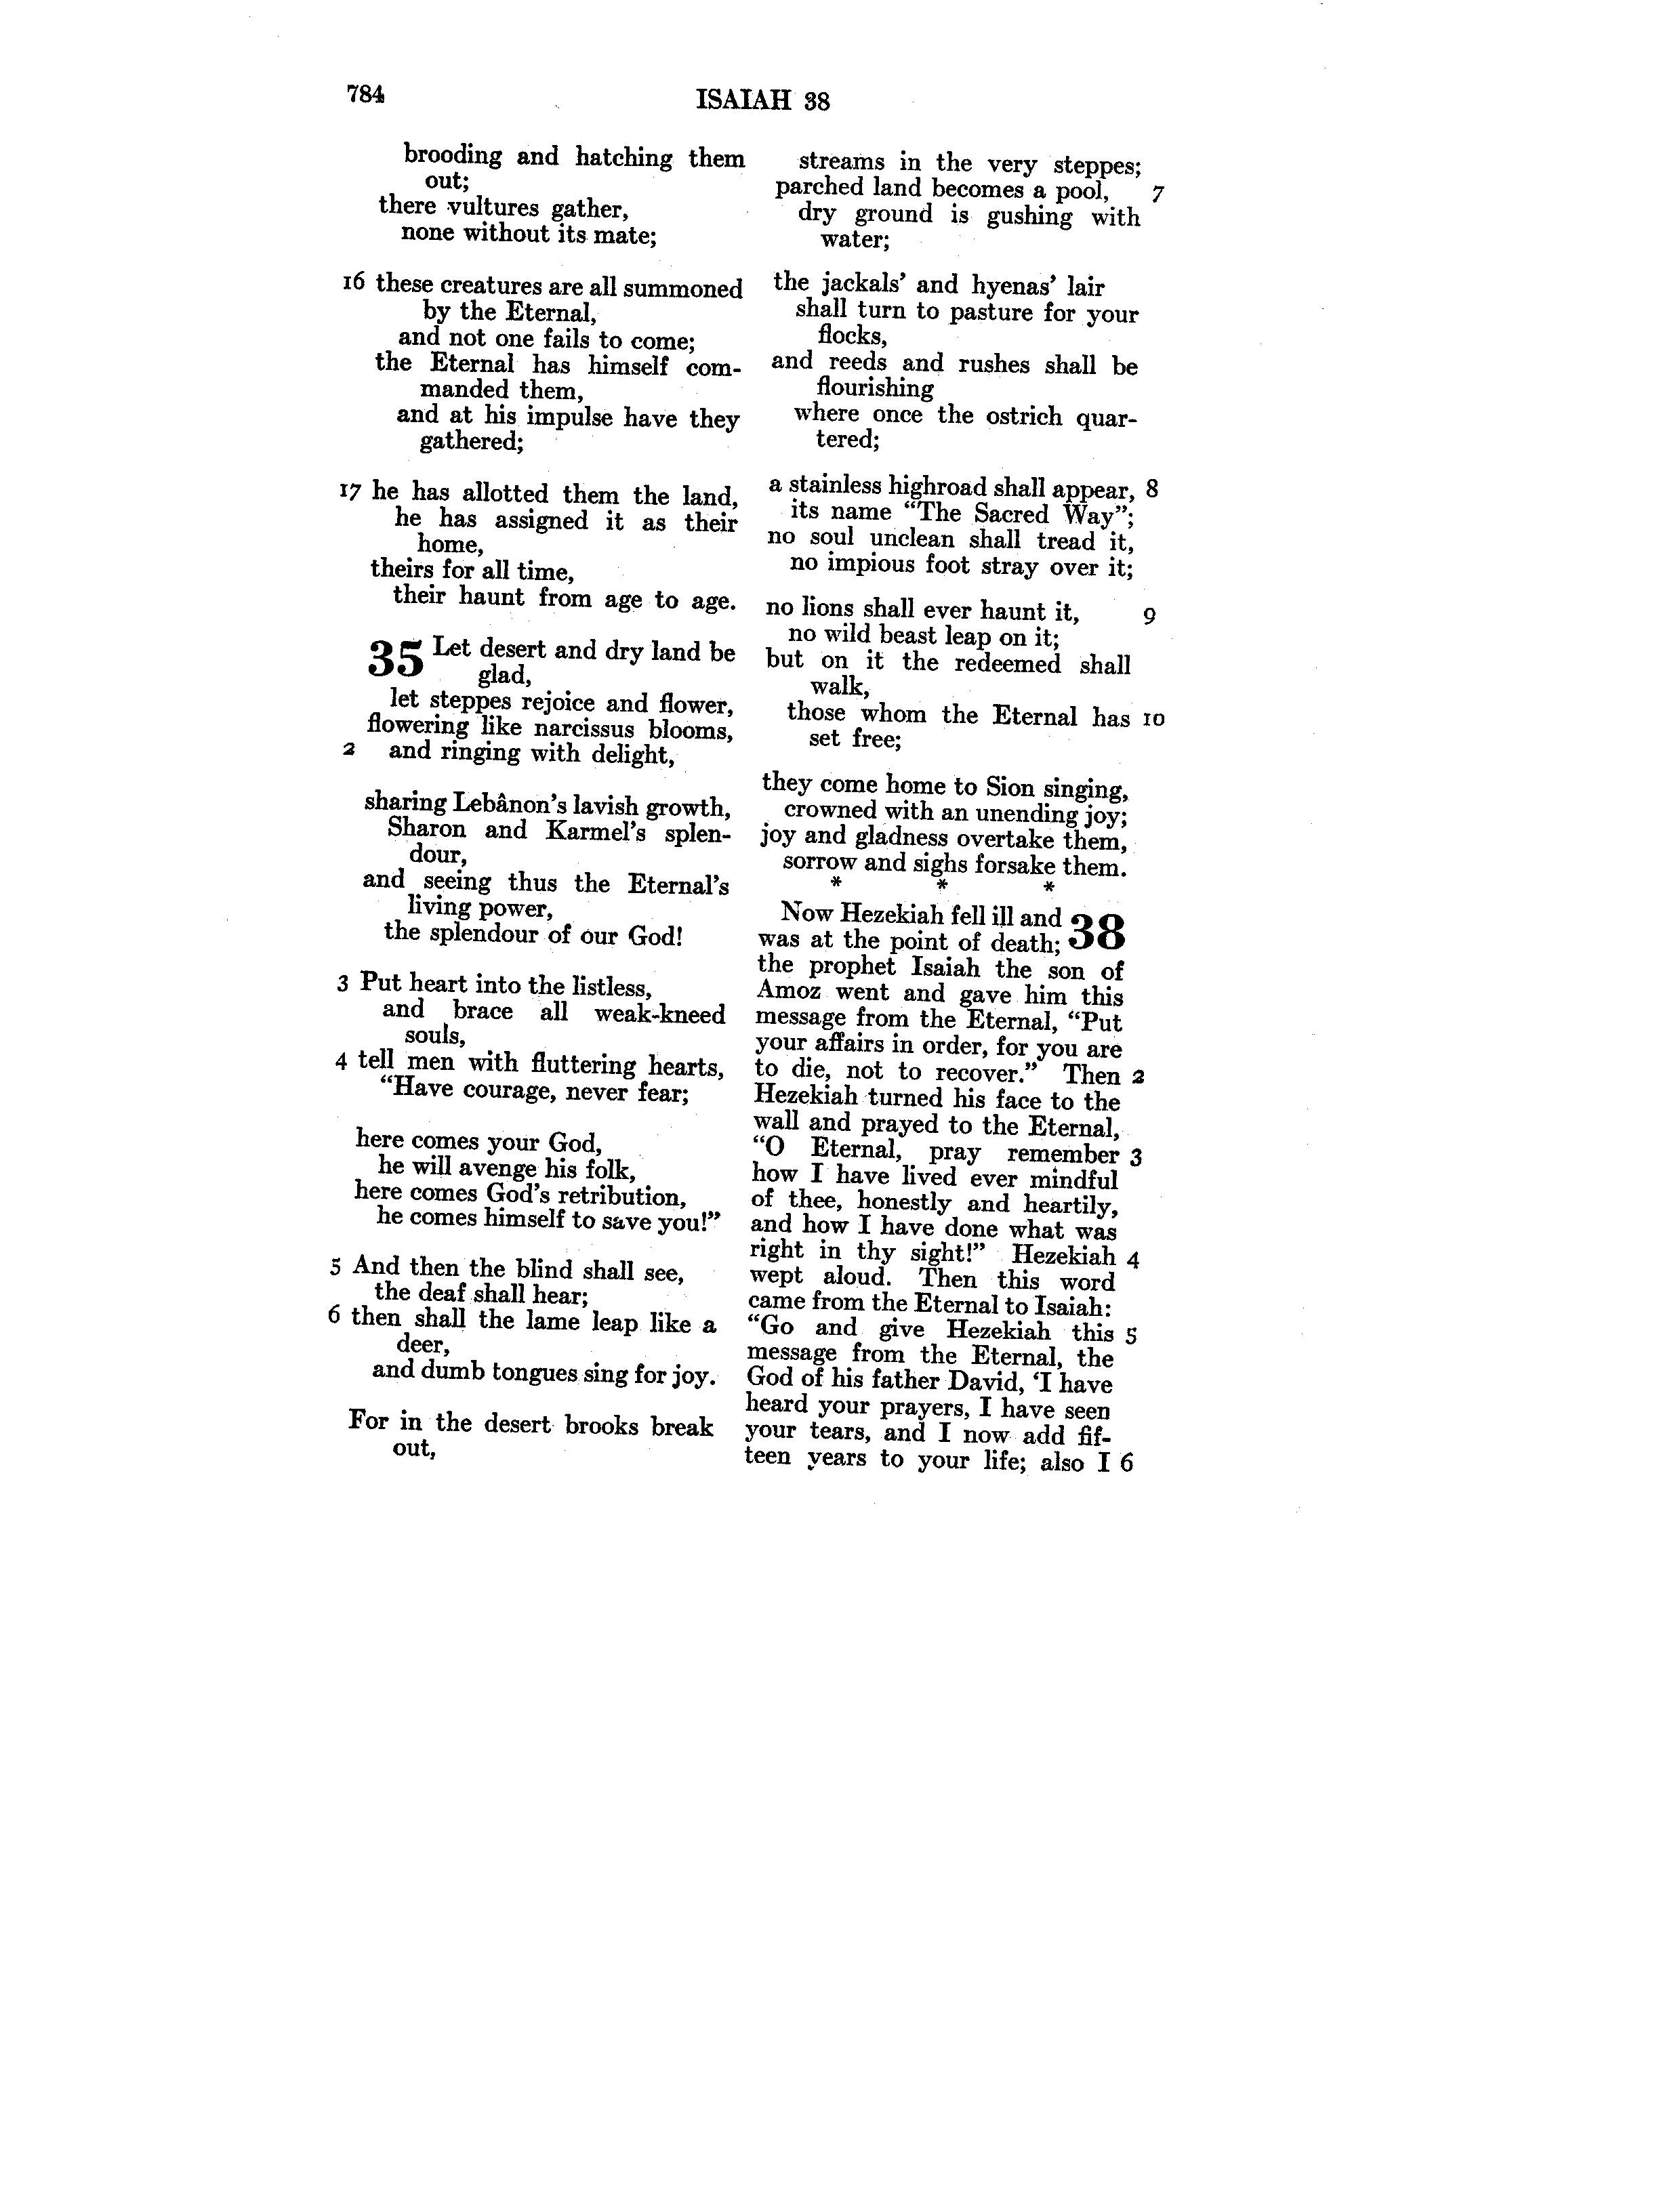 784
ISAIAH 38
brooding and hatching them
out;
there vultures gather,
none without its mate;
16 these creatures are all summoned
by the Eternal,
and not one fails to come;
the Eternal has himself com-
manded them,
and at his impulse have they
gathered;
17 he has allotted them the land,
he has assigned it as their
home,
theirs for all time,
their haunt from age to age.
35 Let desert and dry land be
glad,
let steppes rejoice and flower,
flowering like narcissus blooms,
2 and ringing with delight,
sharing Lebânon's lavish growth,
Sharon and Karmel's splen-
dour,
and seeing thus the Eternal's
living power,
the splendour of our God!
3 Put heart into the listless,
and brace all weak-kneed
souls,
4 tell men with fluttering hearts,
“Have courage, never fear;
here comes your God,
he will avenge his folk,
here comes God's retribution,
he comes himself to save you!”
5 And then the blind shall see,
the deaf shall hear;
6 then shall the lame leap like a
deer,
and dumb tongues sing for joy.
For in the desert brooks break
out,
streams in the very steppes;
parched land becomes a pool, 7
dry ground is gushing with
water;
the jackals' and hyenas' lair
shall turn to pasture for your
flocks,
and reeds and rushes shall be
flourishing
where once the ostrich quar-
tered;
a stainless highroad shall appear, 8
its name “The Sacred Way”;
no soul unclean shall tread it,
no impious foot stray over it;
no lions shall ever haunt it, 9
no wild beast leap on it;
but on it the redeemed shall
walk,
those whom the Eternal has 10
set free;
they come home to Sion singing,
crowned with an unending joy;
joy and gladness overtake them,
sorrow and sighs forsake them.
* * *
Now Hezekiah fell ill and 38
was at the point of death;
the prophet Isaiah the son of
Amoz went and gave him this
message from the Eternal, “Put
your affairs in order, for you are
to die, not to recover.” Then 2
Hezekiah turned his face to the
wall and prayed to the Eternal,
“O Eternal, pray remember 3
how I have lived ever mindful
of thee, honestly and heartily,
and how I have done what was
right in thy sight!” Hezekiah 4
wept aloud. Then this word
came from the Eternal to Isaiah:
“Go and give Hezekiah this 5
message from the Eternal, the
God of his father David, ‘I have
heard your prayers, I have seen
your tears, and I now add fif-
teen years to your life; also I 6